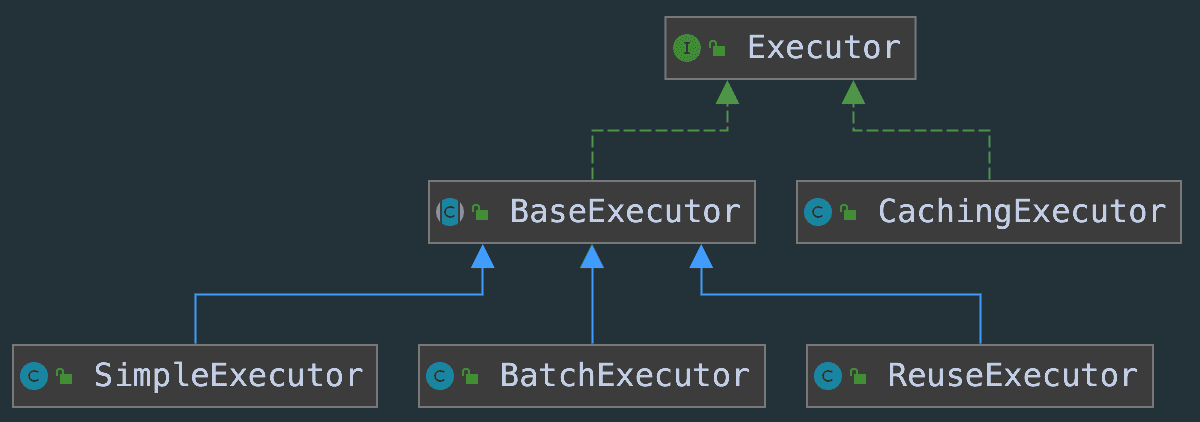 Executor
BaseExecutor
CachingExecutor
SimpleExecutor
BatchExecutor
ReuseExecutor